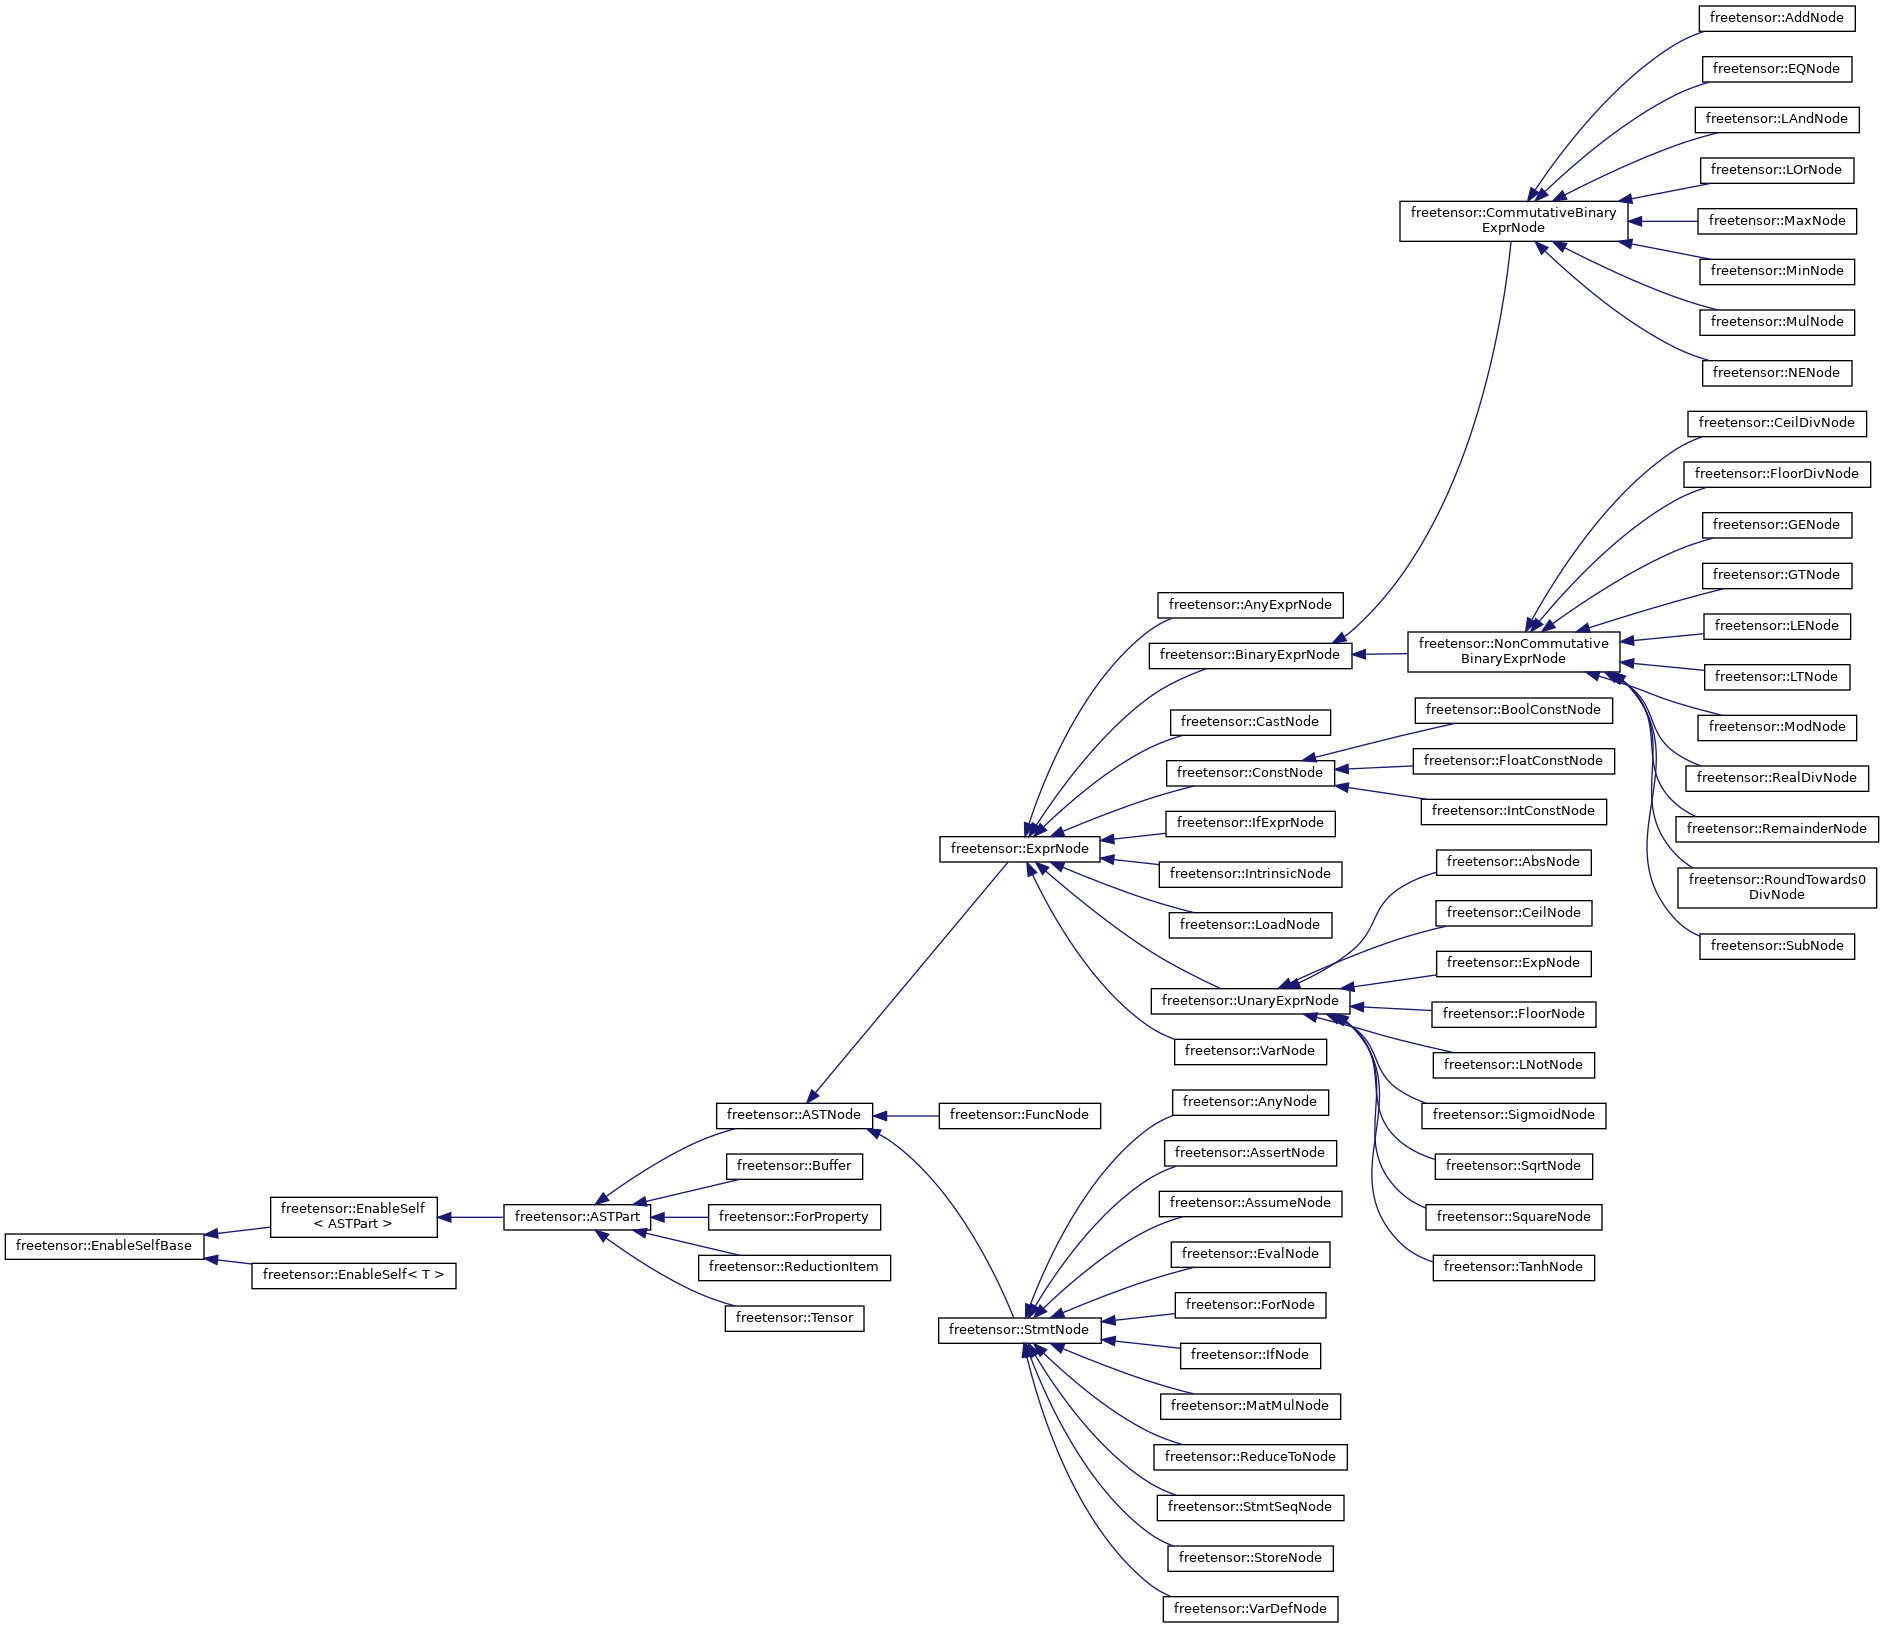 freetensor::AddNode
freetensor::EQNode
freetensor::LAndNode
freetensor::LOrNode
freetensor::CommutativeBinary
ExprNode
freetensor::MaxNode
freetensor::MinNode
freetensor::MulNode
freetensor::NENode
freetensor::CeilDivNode
freetensor::FloorDivNode
freetensor::GENode
freetensor::GTNode
freetensor::AnyExprNode
freetensor::LENode
freetensor::BinaryExprNode
freetensor::NonCommutative
BinaryExprNode
freetensor::LTNode
freetensor::ModNode
freetensor::RealDivNode
freetensor::RemainderNode
freetensor::RoundTowards0
DivNode
freetensor::SubNode
freetensor::CastNode
freetensor::BoolConstNode
freetensor::ConstNode
freetensor::FloatConstNode
freetensor::IntConstNode
freetensor::IfExprNode
freetensor::ExprNode
freetensor::IntrinsicNode
freetensor::LoadNode
freetensor::AbsNode
freetensor::CeilNode
freetensor::ExpNode
freetensor::UnaryExprNode
freetensor::FloorNode
freetensor::LNotNode
freetensor::SigmoidNode
freetensor::SqrtNode
freetensor::SquareNode
freetensor::TanhNode
freetensor::VarNode
freetensor::ASTNode
freetensor::FuncNode
freetensor::Buffer
freetensor::EnableSelfBase
freetensor::EnableSelf
< ASTPart >
freetensor::EnableSelf< T >
freetensor::ASTPart
freetensor::ForProperty
freetensor::ReductionItem
freetensor::Tensor
freetensor::AnyNode
freetensor::AssertNode
freetensor::AssumeNode
freetensor::EvalNode
freetensor::ForNode
freetensor::StmtNode
freetensor::IfNode
freetensor::MatMulNode
freetensor::ReduceToNode
freetensor::StmtSeqNode
freetensor::StoreNode
freetensor::VarDefNode